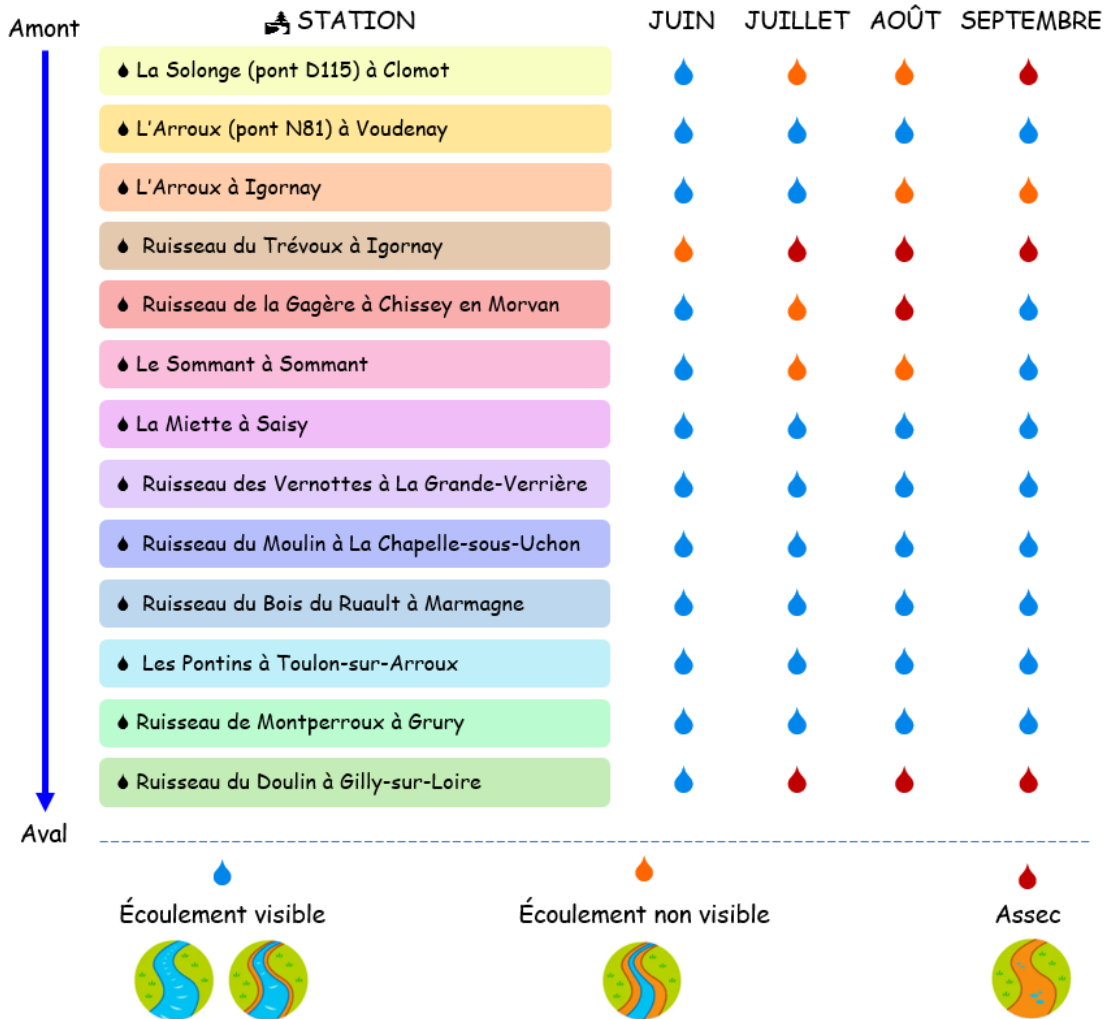 Amont
STATION JUIN JUILLET AOÛT SEPTEMBRE
La Solonge (pont D115) à Clomot
L'Arroux (pont N81) à Voudenay
L'Arroux à Igornay
Ruisseau du Trévoux à Igornay
Ruisseau de la Gagère à Chissey en Morvan
Le Sommant à Sommant
La Miette à Saisy
Ruisseau des Vernottes à La Grande-Verrière
Ruisseau du Moulin à La Chapelle-sous-Uchon
Ruisseau du Bois du Ruault à Marmagne
Les Pontins à Toulon-sur-Arroux
Ruisseau de Montperroux à Grury
Ruisseau du Doulin à Gilly-sur-Loire
Aval
Écoulement visible Écoulement non visible Assec